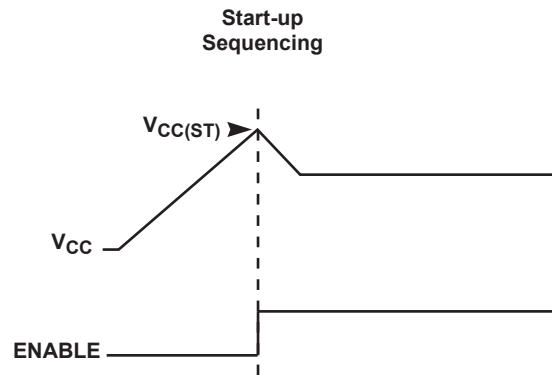 Start-up
Sequencing
VCC(ST)
VCC
ENABLE